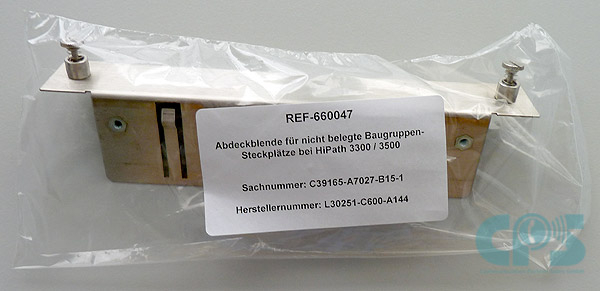 REF-660047
Abdeckblende für nicht belegte Baugruppen-
Steckplätze bei HiPath 3300 / 3500
Sachnummer: C39165-A7027-B15-1
Herstellernummer: L30251-C600-A144
CPS